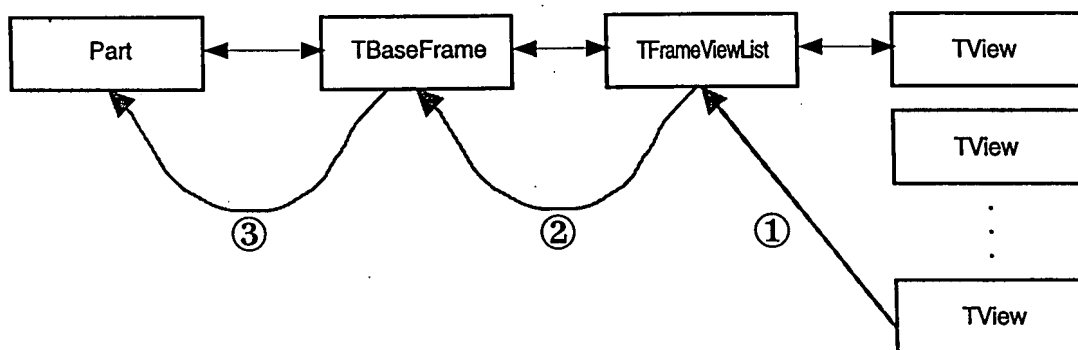 Part
TBaseFrame
TFrameViewList
TView
TView
③
②
①
TView